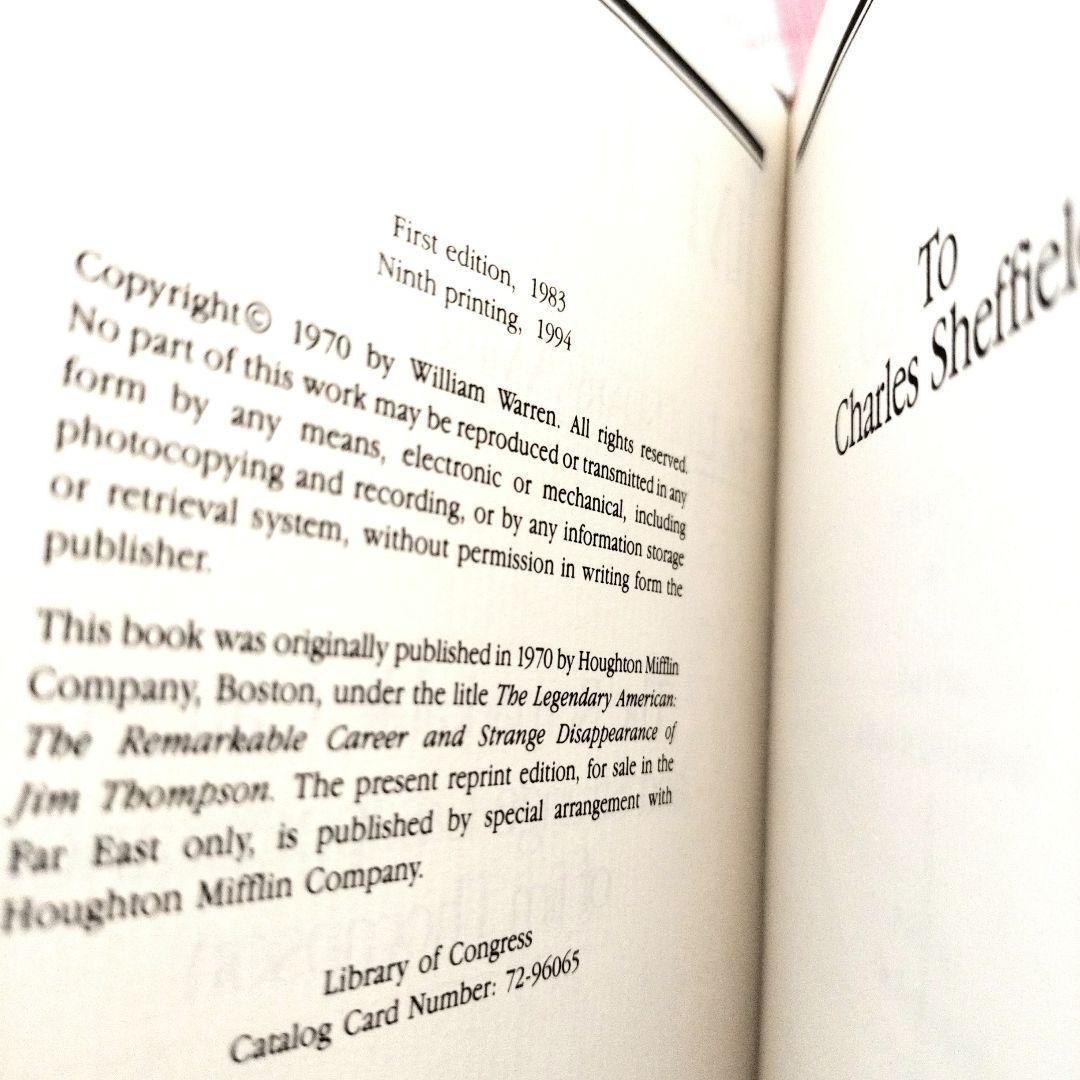 First edition, 1983
Ninth printing, 1994
Copyright© 1970 by William Warren. All rights reserved.
No part of this work may be reproduced or transmitted in any
form by any means, electronic or mechanical, including
photocopying and recording, or by any information storage
or retrieval system, without permission in writing form the
publisher.
This book was originally published in 1970 by Houghton Mifflin
Company, Boston, under the litle The Legendary American:
The Remarkable Career and Strange Disappearance of
Jim Thompson. The present reprint edition, for sale in the
Far East only, is published by special arrangement with
Houghton Mifflin Company.
Library of Congress
Catalog Card Number: 72-96065
To
Charles Sheffiel